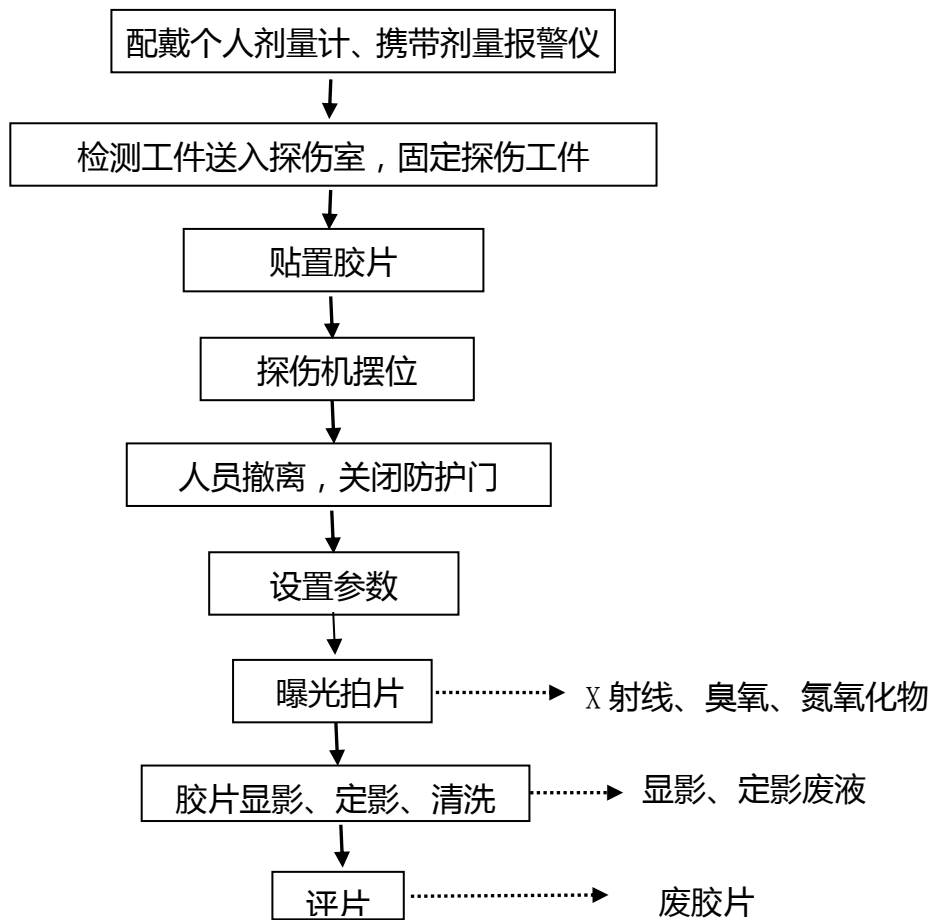 配戴个人剂量计、携带剂量报警仪
检测工件送入探伤室，固定探伤工件
贴置胶片
探伤机摆位
人员撤离，关闭防护门
设置参数
曝光拍片
X 射线、臭氧、氮氧化物
胶片显影、定影、清洗
显影、定影废液
评片
废胶片